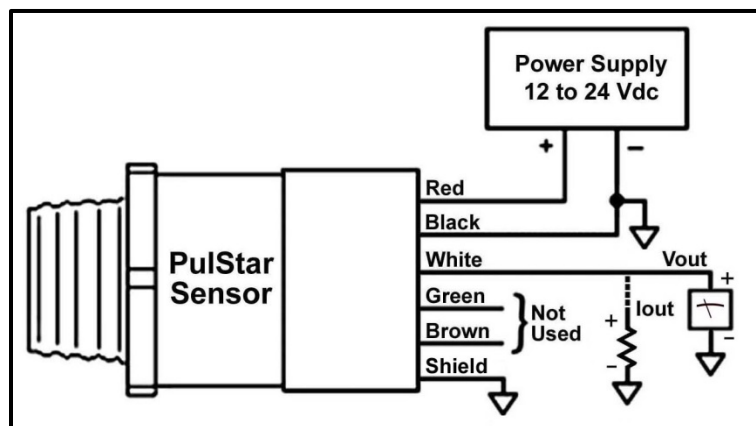 Power Supply
12 to 24 Vdc
+
−
Red
Black
PulStar
Sensor
White
Vout
+
Green
Not
Used
Iout
+
−
Brown
−
Shield